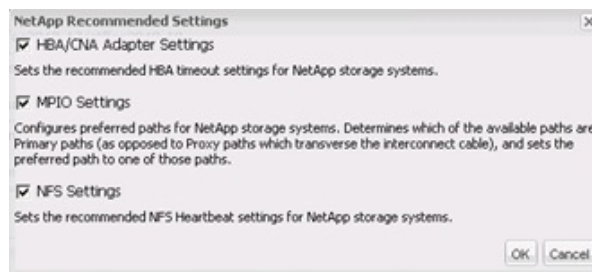 NetApp Recommended Settings
HBA/CNA Adapter Settings
Sets the recommended HBA timeout settings for NetApp storage systems.
MPIO Settings
Configures preferred paths for NetApp storage systems. Determines which of the available paths are
Primary paths (as opposed to Proxy paths which transverse the interconnect cable), and sets the
preferred path to one of those paths.
NFS Settings
Sets the recommended NFS Heartbeat settings for NetApp storage systems.
OK Cancel